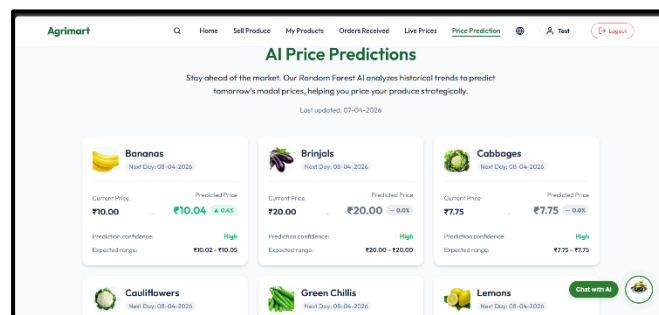 Agrimart Home Sell Produce My Products Orders Received Live Prices Price Prediction Test Logout
AI Price Predictions
Stay ahead of the market. Our Random Forest AI analyzes historical trends to predict
tomorrow's modal prices, helping you price your produce strategically.
Last updated: 07-04-2026
Bananas
Next Day: 08-04-2026
Current Price Predicted Price
₹10.00 → ₹10.04 ▲ 0.4%
Prediction confidence: High
Expected range: ₹10.02 - ₹10.05
Brinjals
Next Day: 08-04-2026
Current Price Predicted Price
₹20.00 → ₹20.00 — 0.0%
Prediction confidence: High
Expected range: ₹20.00 - ₹20.00
Cabbages
Next Day: 08-04-2026
Current Price Predicted Price
₹7.75 → ₹7.75 — 0.0%
Prediction confidence: High
Expected range: ₹7.75 - ₹7.75
Cauliflowers
Next Day: 08-04-2026
Green Chillis
Next Day: 08-04-2026
Lemons
Next Day: 08-04-2026
Chat with AI